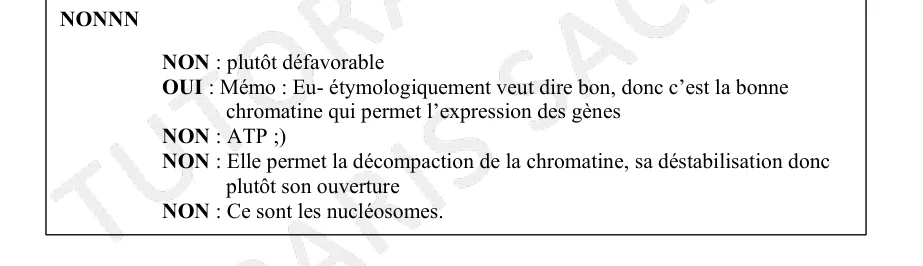 NONNN
NON : plutôt défavorable
OUI : Mémo : Eu- étymologiquement veut dire bon, donc c’est la bonne
chromatine qui permet l’expression des gènes
NON : ATP ;)
NON : Elle permet la décompaction de la chromatine, sa déstabilisation donc
plutôt son ouverture
NON : Ce sont les nucléosomes.